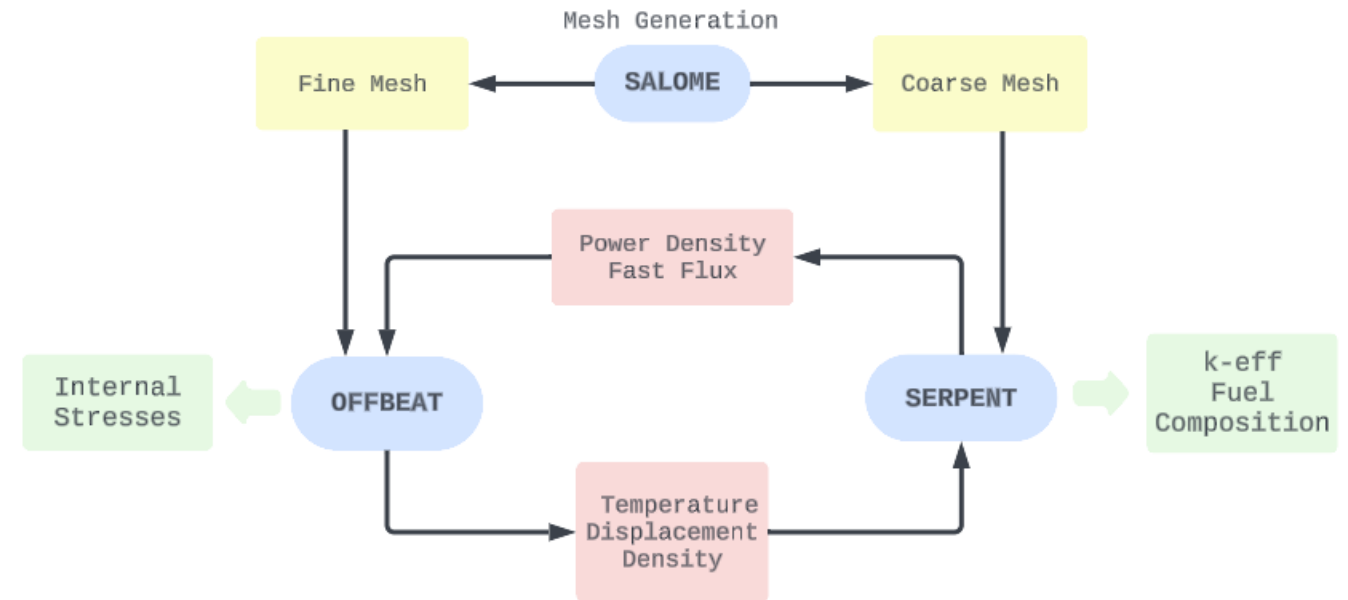 Mesh Generation
Fine Mesh
SALOME
Coarse Mesh
Power Density
Fast Flux
Internal
Stresses
OFFBEAT
SERPENT
k-eff
Fuel
Composition
Temperature
Displacement
Density